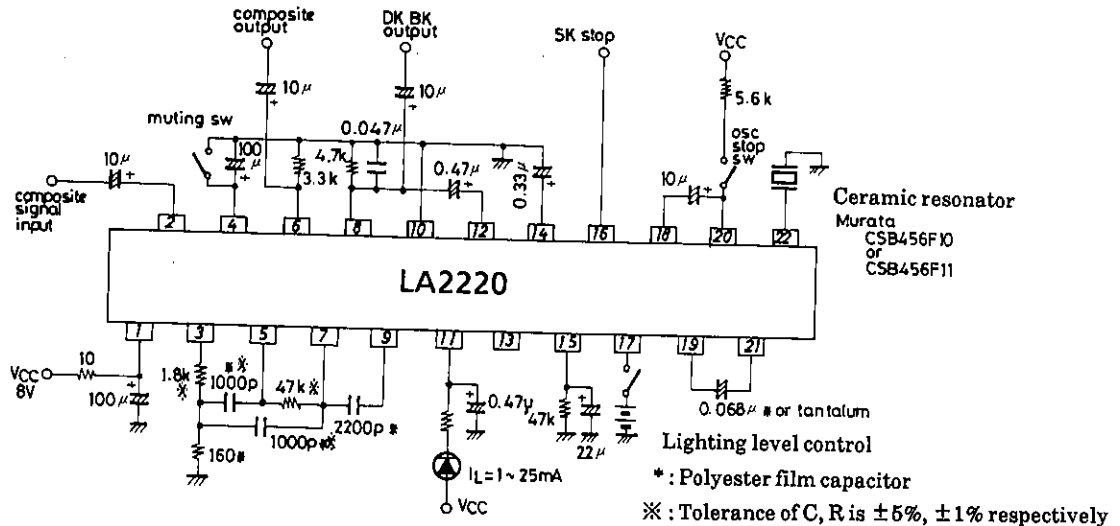 composite output
DK BK output
SK stop
VCC
10μ
10μ
5.6k
muting sw
0.047μ
osc stop sw
100μ
4.7k
3.3k
0.47μ
0.33μ
10μ
10μ
composite signal input
Ceramic resonator
Murata
CSB456F10
or
CSB456F11
2 4 6 8 10 12 14 16 18 20 22
LA2220
1 3 5 7 9 11 13 15 17 19 21
VCC 8V
10
100μ
1.8k※
1000p*※
47k※
2200p*
1000p*※
160※
0.47μ
47k
22μ
0.068μ * or tantalum
Lighting level control
IL=1~25mA
VCC
* : Polyester film capacitor
※ : Tolerance of C, R is ±5%, ±1% respectively